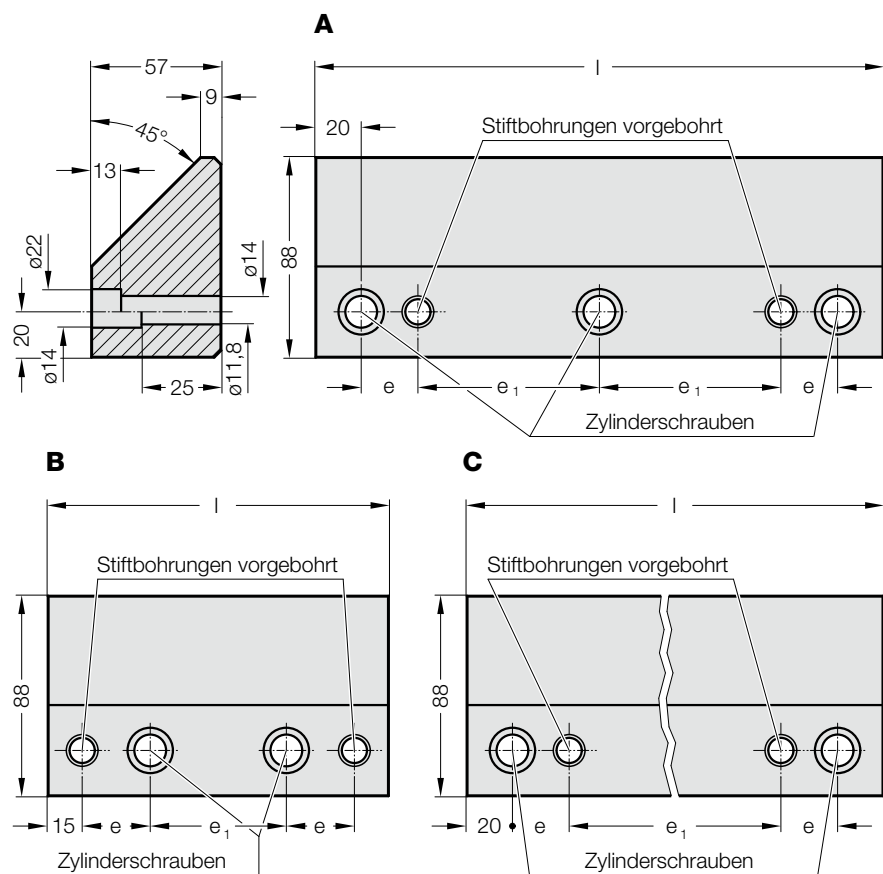 A
57
l
9
20
Stiftbohrungen vorgebohrt
45°
13
ø22
ø14
88
20
ø14
25
ø11,8
e
e1
e1
e
Zylinderschrauben
B
C
l
l
Stiftbohrungen vorgebohrt
Stiftbohrungen vorgebohrt
88
88
15
e
e1
e
20
e
e1
e
Zylinderschrauben
Zylinderschrauben